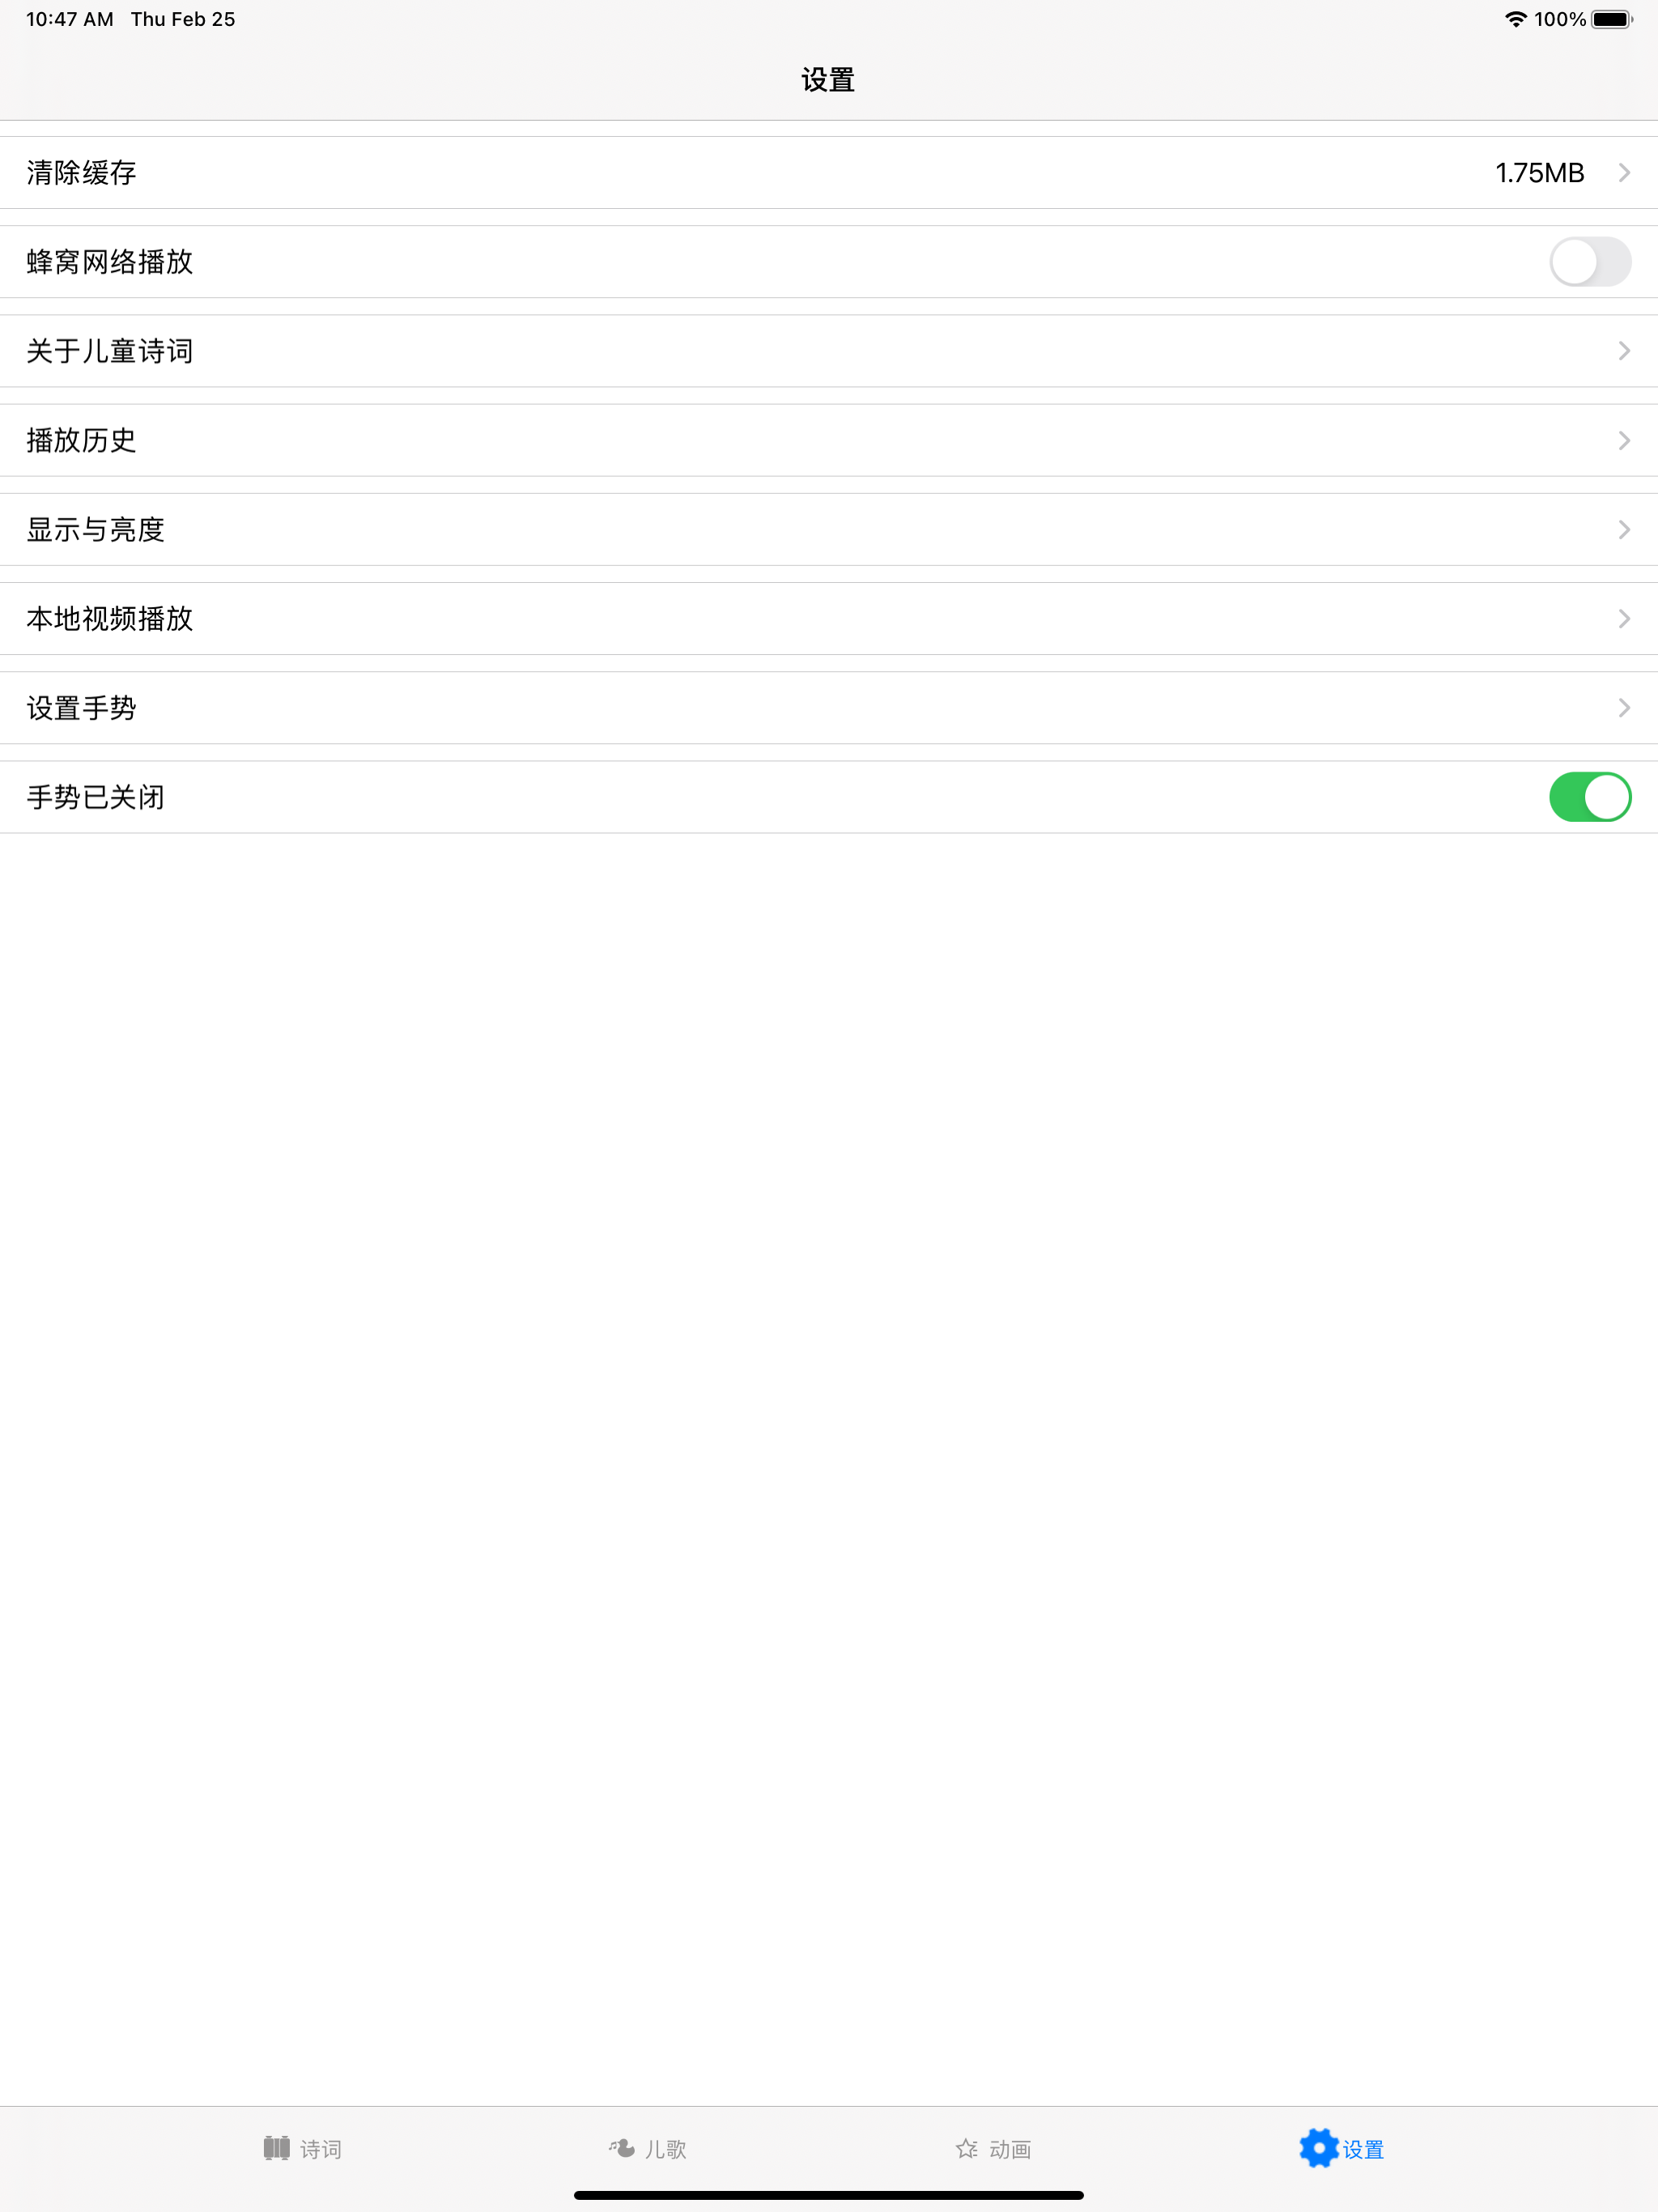 10:47 AM Thu Feb 25 100%
设置
清除缓存 1.75MB
蜂窝网络播放
关于儿童诗词
播放历史
显示与亮度
本地视频播放
设置手势
手势已关闭
诗词 儿歌 动画 设置